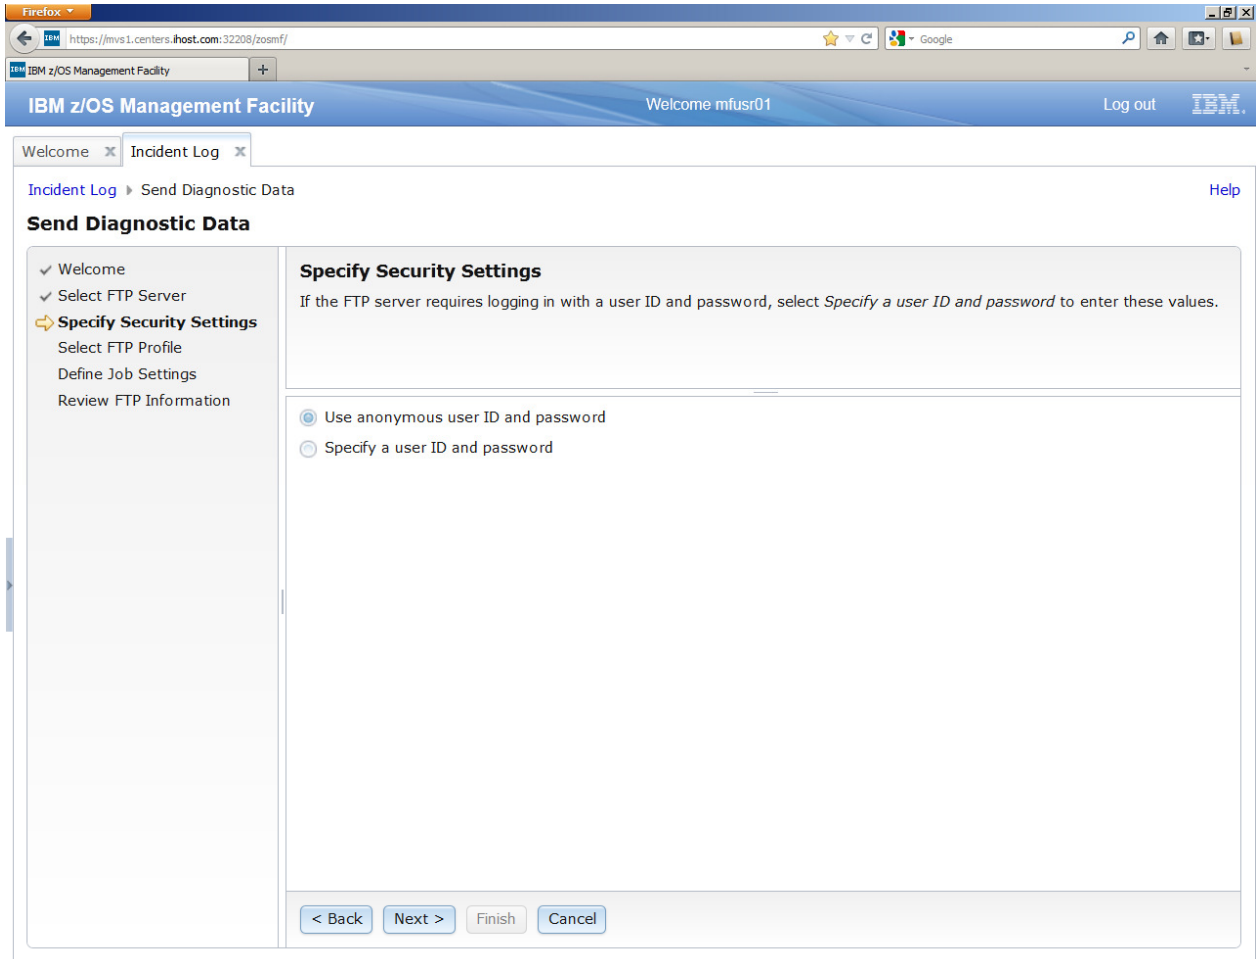 Firefox
https://mvs1.centers.ihost.com:32208/zosmf/
Google
IBM z/OS Management Facility
IBM z/OS Management Facility
Welcome mfusr01
Log out
IBM.
Welcome
Incident Log
Incident Log
Send Diagnostic Data
Help
Send Diagnostic Data
Welcome
Select FTP Server
Specify Security Settings
Select FTP Profile
Define Job Settings
Review FTP Information
Specify Security Settings
If the FTP server requires logging in with a user ID and password, select Specify a user ID and password to enter these values.
Use anonymous user ID and password
Specify a user ID and password
< Back
Next >
Finish
Cancel